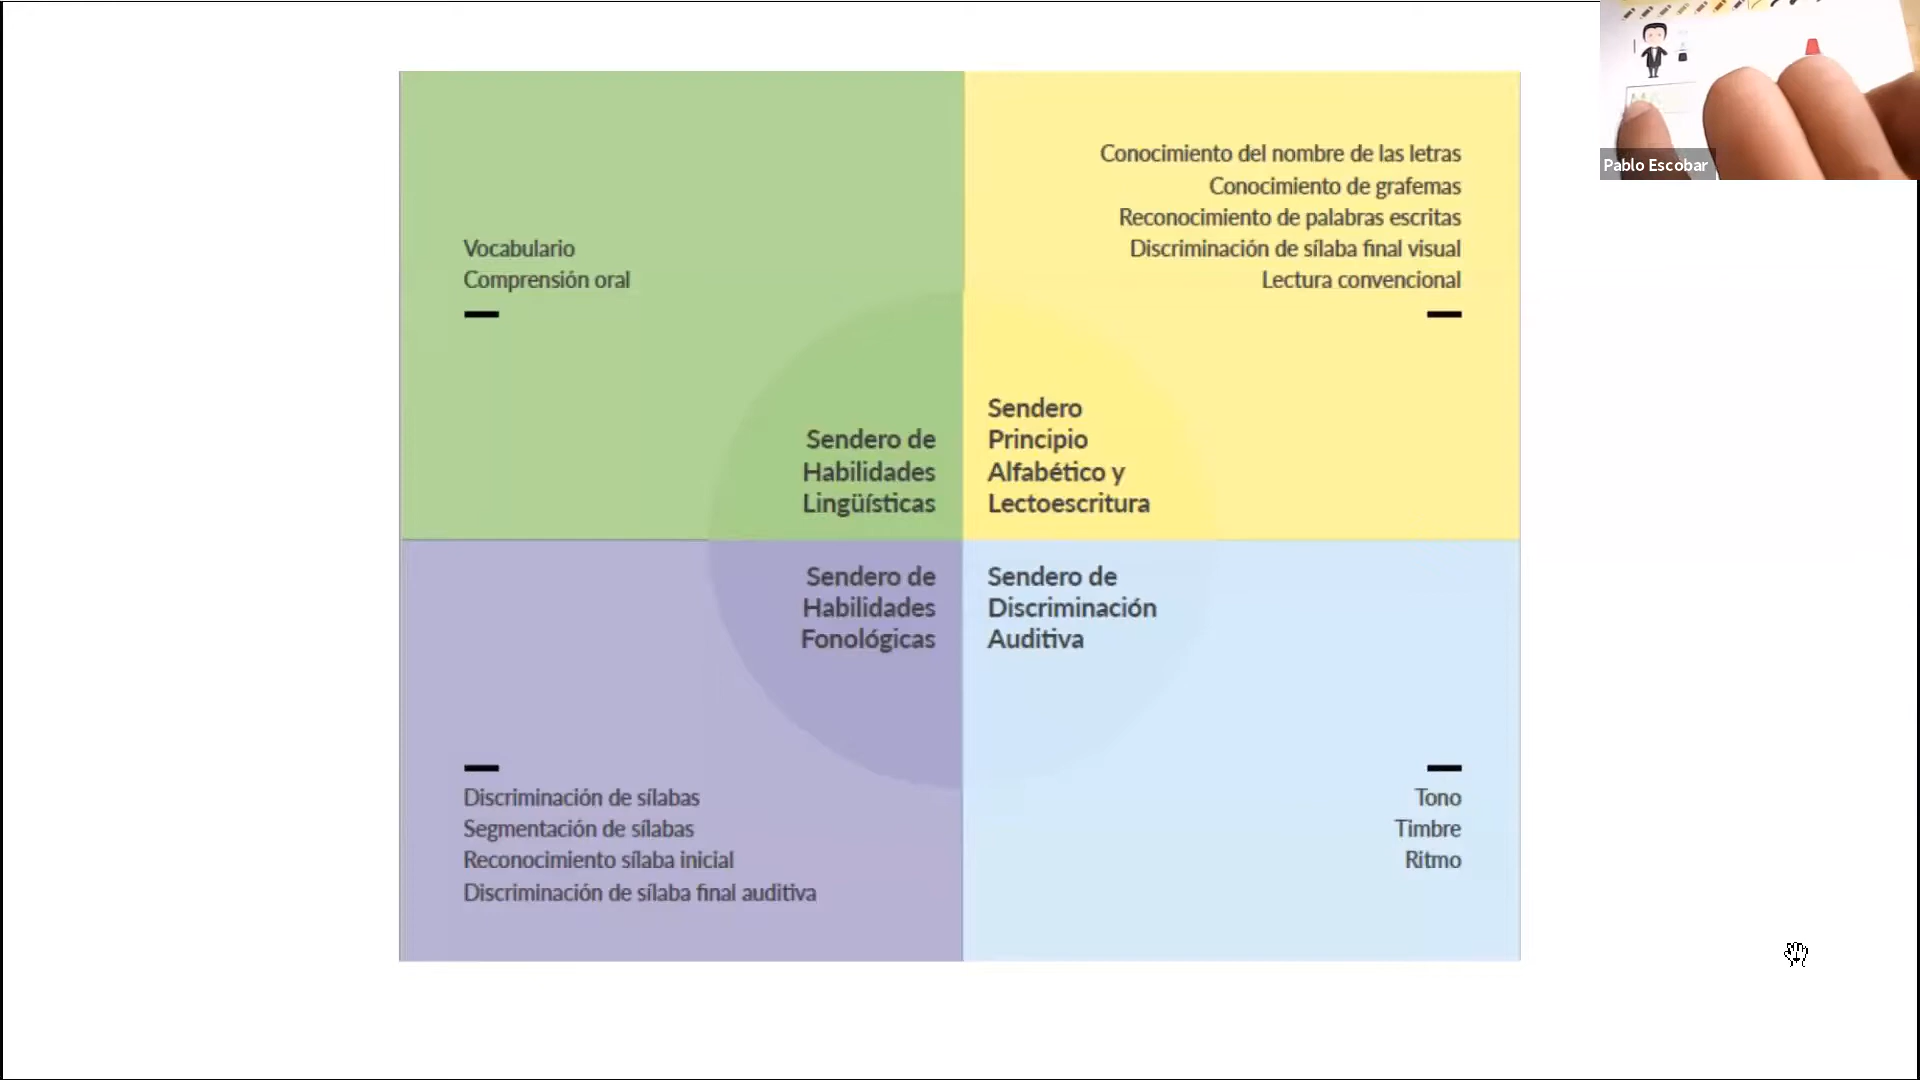 Vocabulario
Comprensión oral
Sendero de
Habilidades
Lingüísticas
Conocimiento del nombre de las letras
Conocimiento de grafemas
Reconocimiento de palabras escritas
Discriminación de sílaba final visual
Lectura convencional
Sendero
Principio
Alfabético y
Lectoescritura
Sendero de
Habilidades
Fonológicas
Discriminación de sílabas
Segmentación de sílabas
Reconocimiento sílaba inicial
Discriminación de sílaba final auditiva
Sendero de
Discriminación
Auditiva
Tono
Timbre
Ritmo
Pablo Escobar